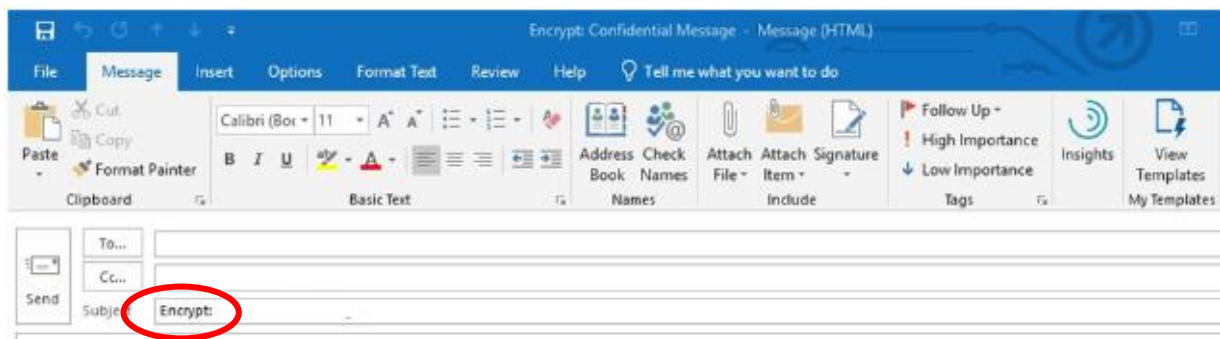 Encrypt: Confidential Message - Message (HTML)
File Message Insert Options Format Text Review Help Tell me what you want to do
Cut
Copy
Paste
Format Painter
Clipboard
Calibri (Boc 11
B I U
Basic Text
Address Book
Check Names
Names
Attach File
Attach Item
Signature
Include
Follow Up
High Importance
Low Importance
Tags
Insights
View Templates
My Templates
To...
Cc...
Send
Subject Encrypt: